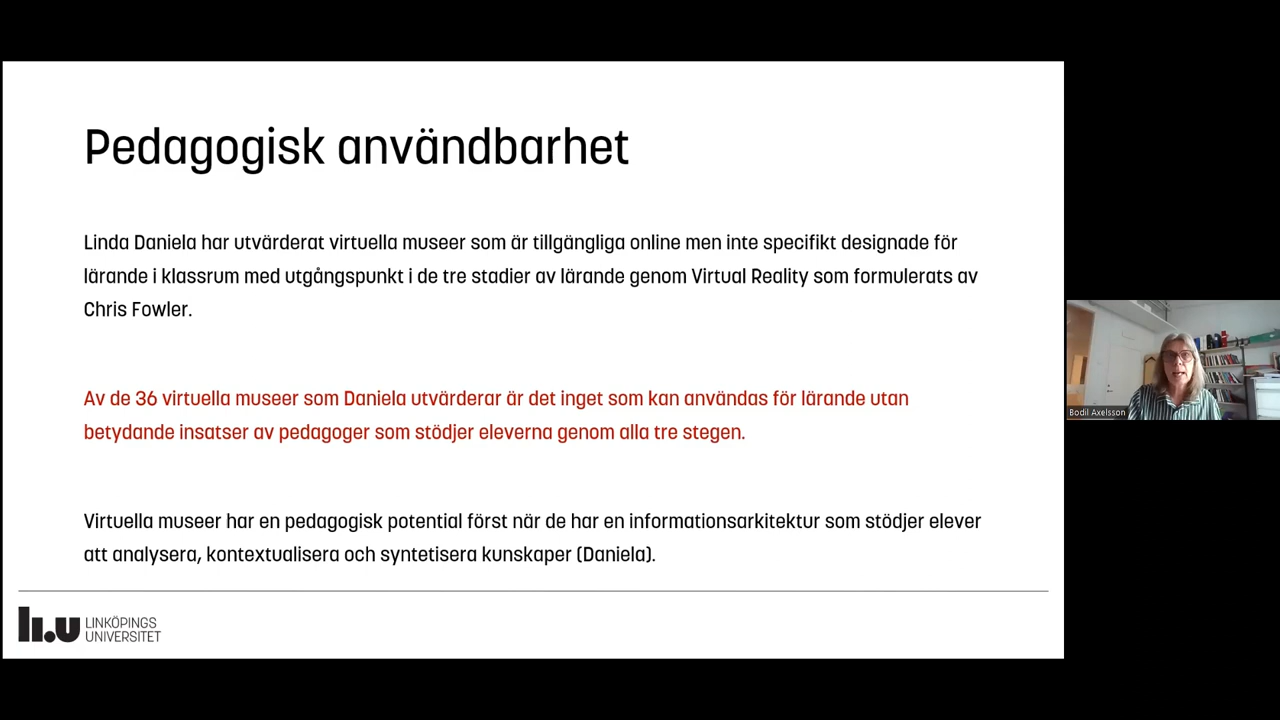 Pedagogisk användbarhet
Linda Daniela har utvärderat virtuella museer som är tillgängliga online men inte specifikt designade för
lärande i klassrum med utgångspunkt i de tre stadier av lärande genom Virtual Reality som formulerats av
Chris Fowler.
Av de 36 virtuella museer som Daniela utvärderar är det inget som kan användas för lärande utan
betydande insatser av pedagoger som stödjer eleverna genom alla tre stegen.
Virtuella museer har en pedagogisk potential först när de har en informationsarkitektur som stödjer elever
att analysera, kontextualisera och syntetisera kunskaper (Daniela).
li.u LINKÖPINGS
UNIVERSITET
Bodil Axelsson